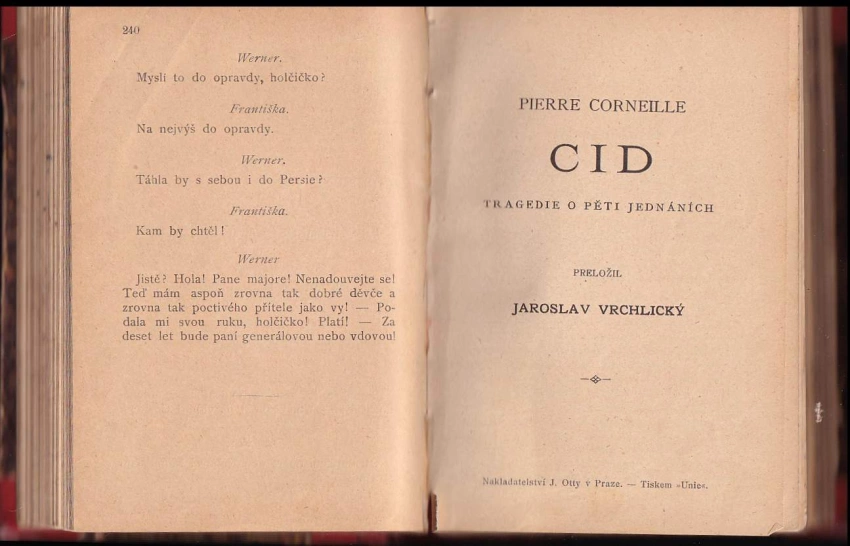 240
Werner.
Myslí to do opravdy, holčičko?
Františka.
Na nejvýš do opravdy.
Werner.
Táhla by s sebou i do Persie?
Františka.
Kam by chtěl!
Werner
Jistě? Hola! Pane majore! Nenadouvejte se!
Teď mám aspoň zrovna tak dobré děvče a
zrovna tak poctivého přítele jako vy! — Po-
dala mi svou ruku, holčičko! Platí! — Za
deset let bude paní generálovou nebo vdovou!
PIERRE CORNEILLE
CID
TRAGEDIE O PĚTI JEDNÁNÍCH
PRELOŽIL
JAROSLAV VRCHLICKÝ
Nakladatelství J. Otty v Praze. — Tiskem »Unie«.